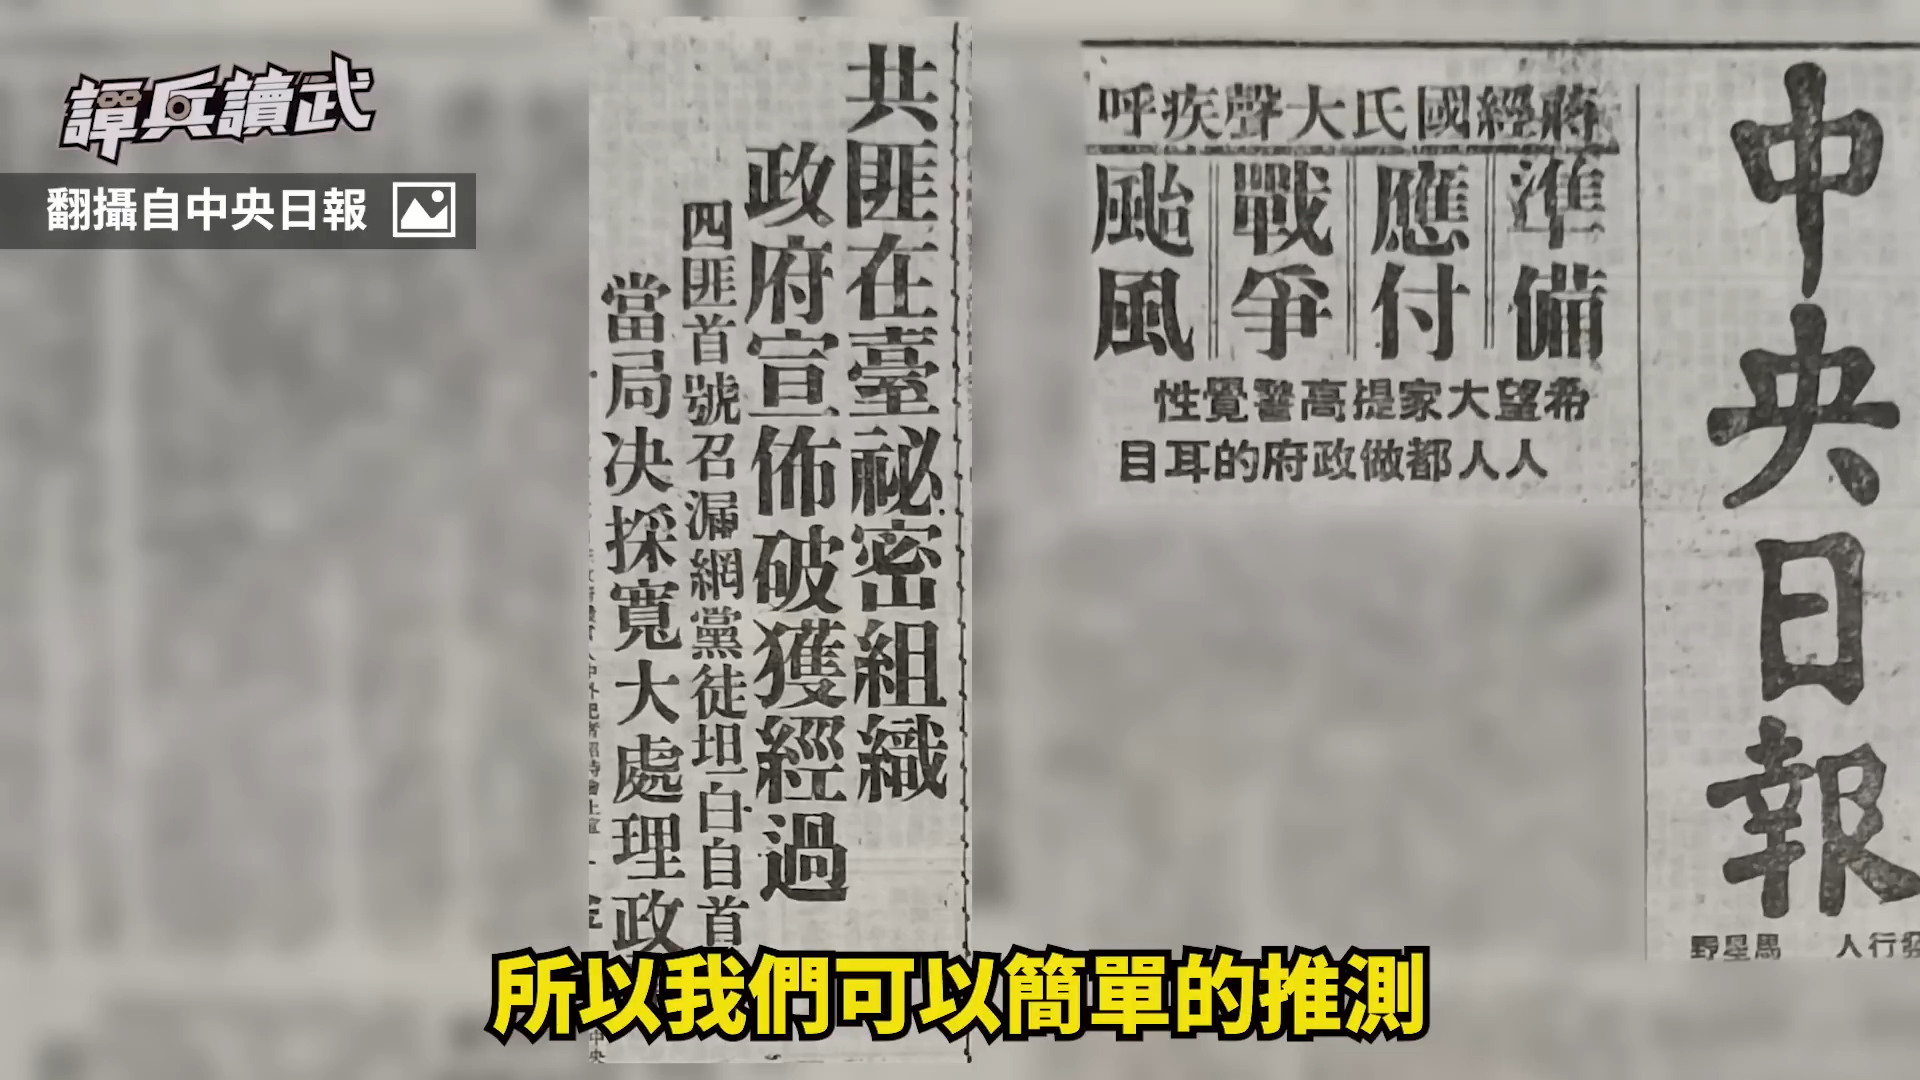 譚兵讀武
翻攝自中央日報
共匪在臺祕密組織
政府宣佈破獲經過
四匪首號召漏網黨徒坦白自首
當局决採寬大處理政
蔣經國氏大聲疾呼
準備
應付
戰爭
颱風
希望大家提高警覺性
人人都做政府的耳目
中央日報
發行人 馬星野
所以我們可以簡單的推測